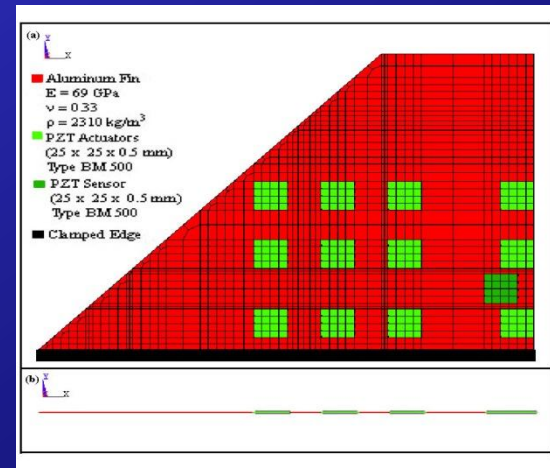 (a) Y
X
Aluminum Fin
E = 69 GPa
ν = 0.33
ρ = 2310 kg/m³
PZT Actuators
(25 x 25 x 0.5 mm)
Type BM 500
PZT Sensor
(25 x 25 x 0.5 mm)
Type BM 500
Clamped Edge
(b) Y
X